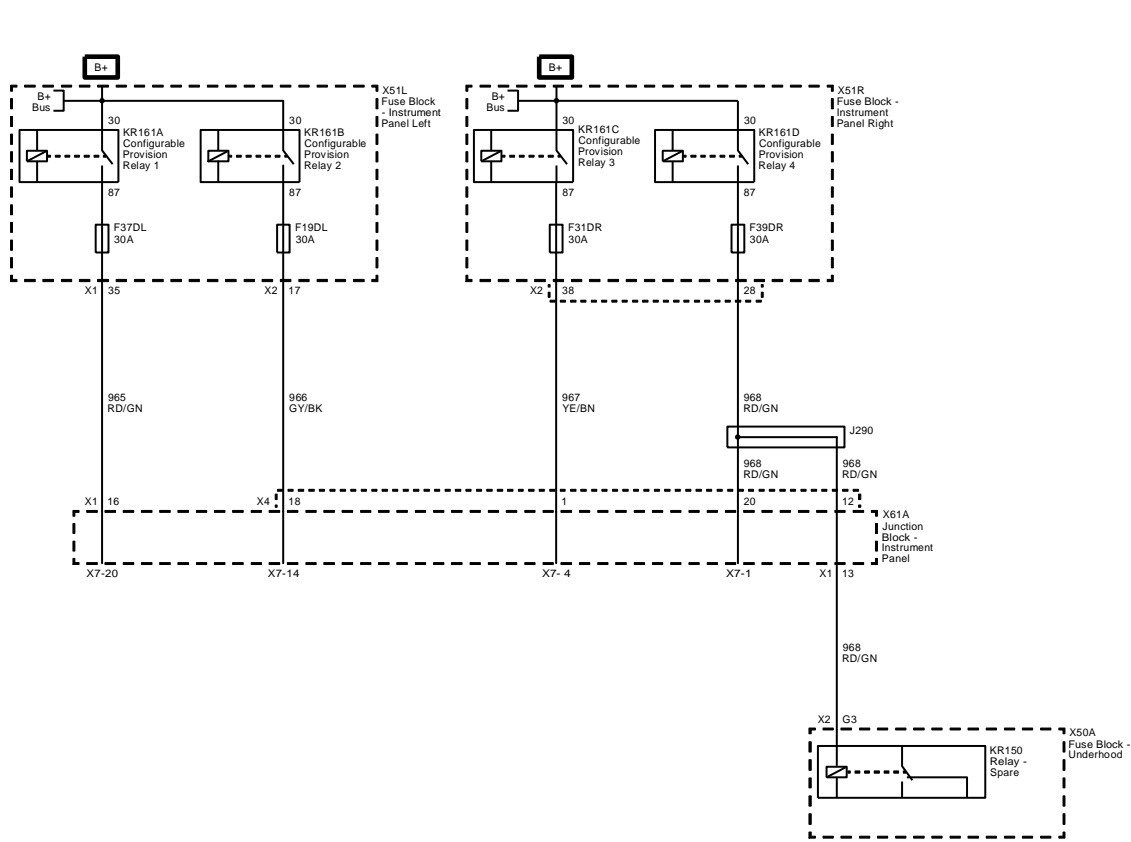 B+
B+
B+
Bus
X51L
Fuse Block
- Instrument
Panel Left
B+
Bus
X51R
Fuse Block -
Instrument
Panel Right
30
KR161A
Configurable
Provision
Relay 1
87
30
KR161B
Configurable
Provision
Relay 2
87
30
KR161C
Configurable
Provision
Relay 3
87
30
KR161D
Configurable
Provision
Relay 4
87
F37DL
30A
F19DL
30A
F31DR
30A
F39DR
30A
X1 35
X2 17
X2 38
28
965
RD/GN
966
GY/BK
967
YE/BN
968
RD/GN
J290
968
RD/GN
968
RD/GN
X1 16
X4 18
1
20
12
X61A
Junction
Block -
Instrument
Panel
X7-20
X7-14
X7- 4
X7-1
X1 13
968
RD/GN
X2 G3
X50A
Fuse Block -
Underhood
KR150
Relay -
Spare